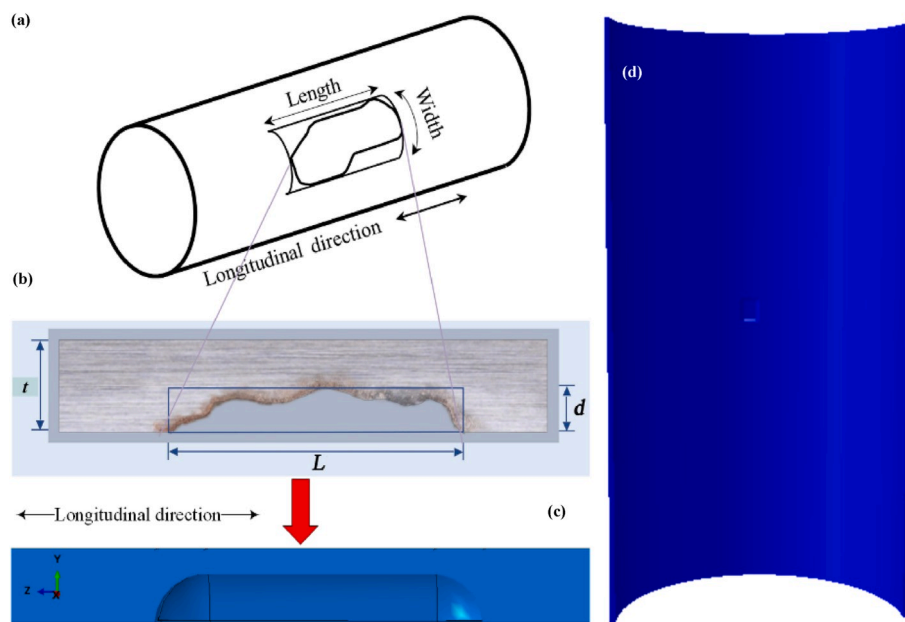 (a)
Length
Width
Longitudinal direction
(b)
t
d
L
Longitudinal direction
(c)
Y
Z
X
(d)